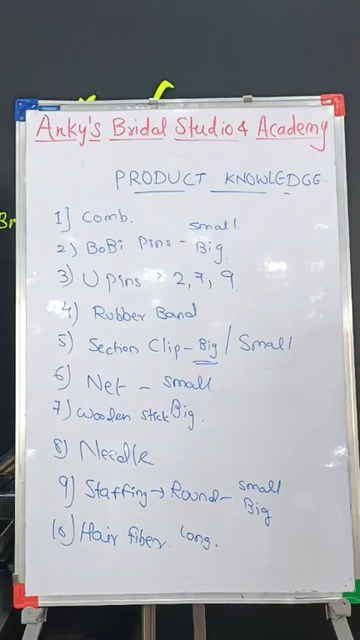 Anky's Bridal Studio & Academy
PRODUCT KNOWLEDGE
1] Comb.
small
2) BoBi Pins - Big
3) U pins : 2, 7, 9
4) Rubber Band
5) Section Clip - Big / Small
6) Net - small
7) Wooden stick Big.
8) Needle
9) Staffing → Round - small
Big
10] Hair fiber. long.
Br